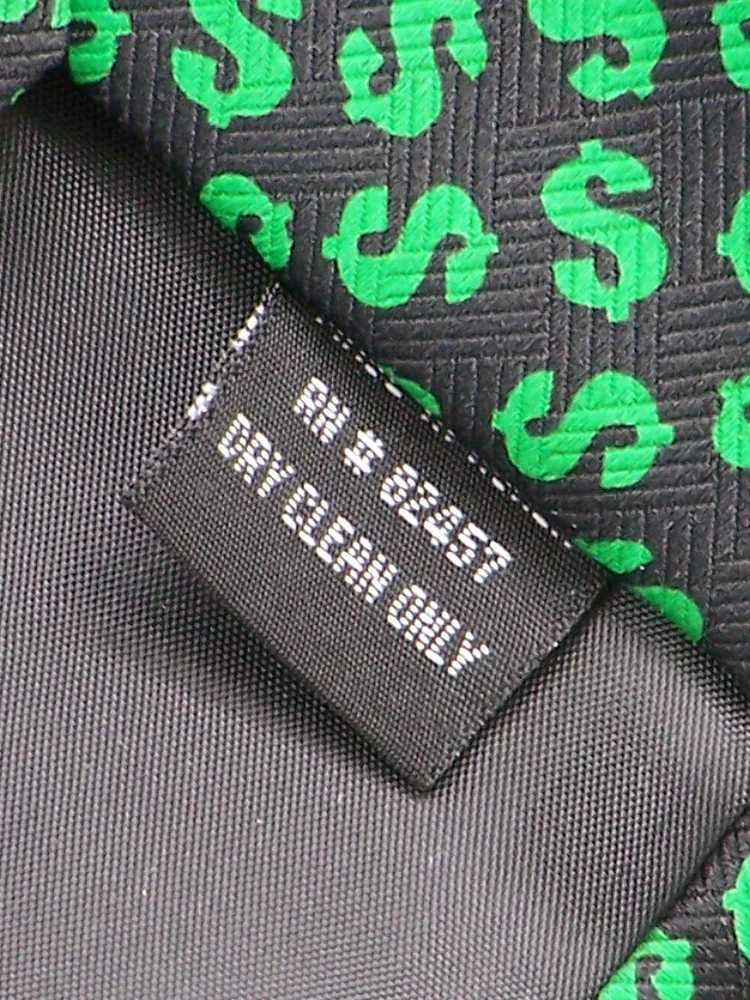 RN # 02457
DRY CLEAN ONLY